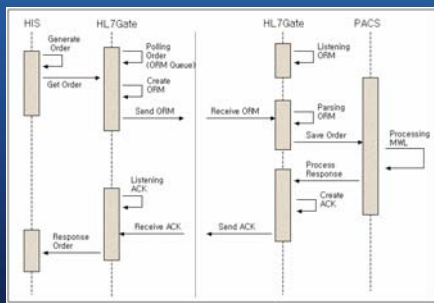 HIS
HL7Gate
HL7Gate
PACS
Generate
Order
Get Order
Polling
Order
(ORM Queue)
Create
ORM
Send ORM
Listening
ORM
Receive ORM
Parsing
ORM
Save Order
Processing
MWL
Process
Response
Listening
ACK
Create
ACK
Receive ACK
Send ACK
Response
Order